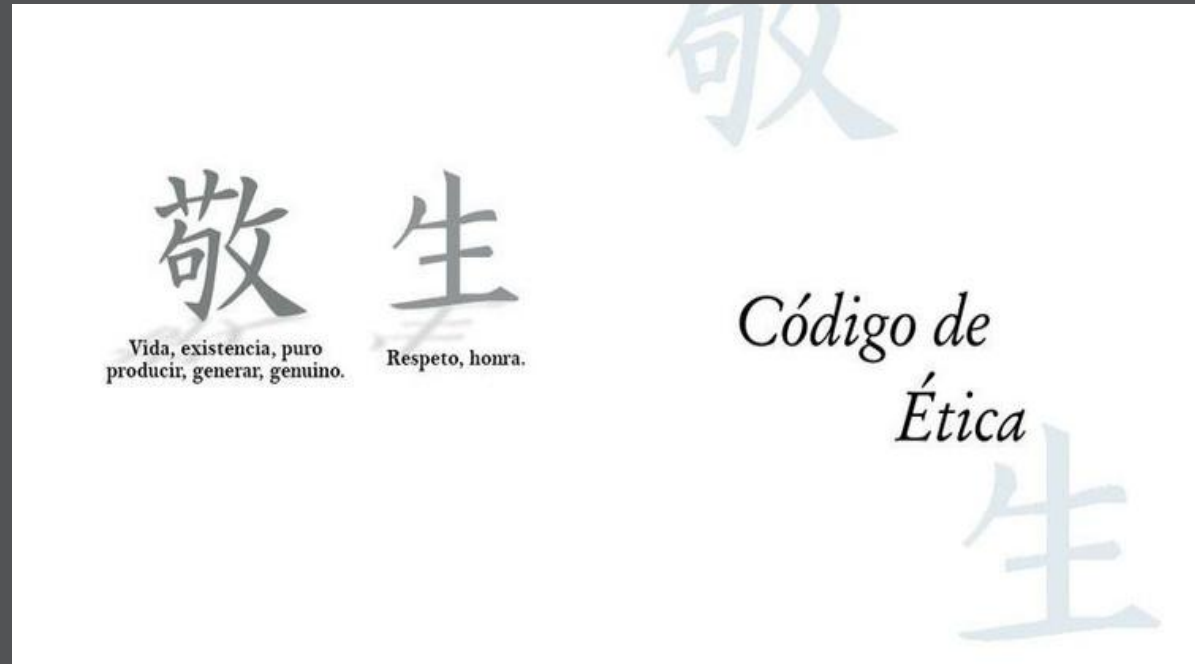 敬
敬 生
Vida, existencia, puro
producir, generar, genuino.
Respeto, honra.
Código de
Ética
生